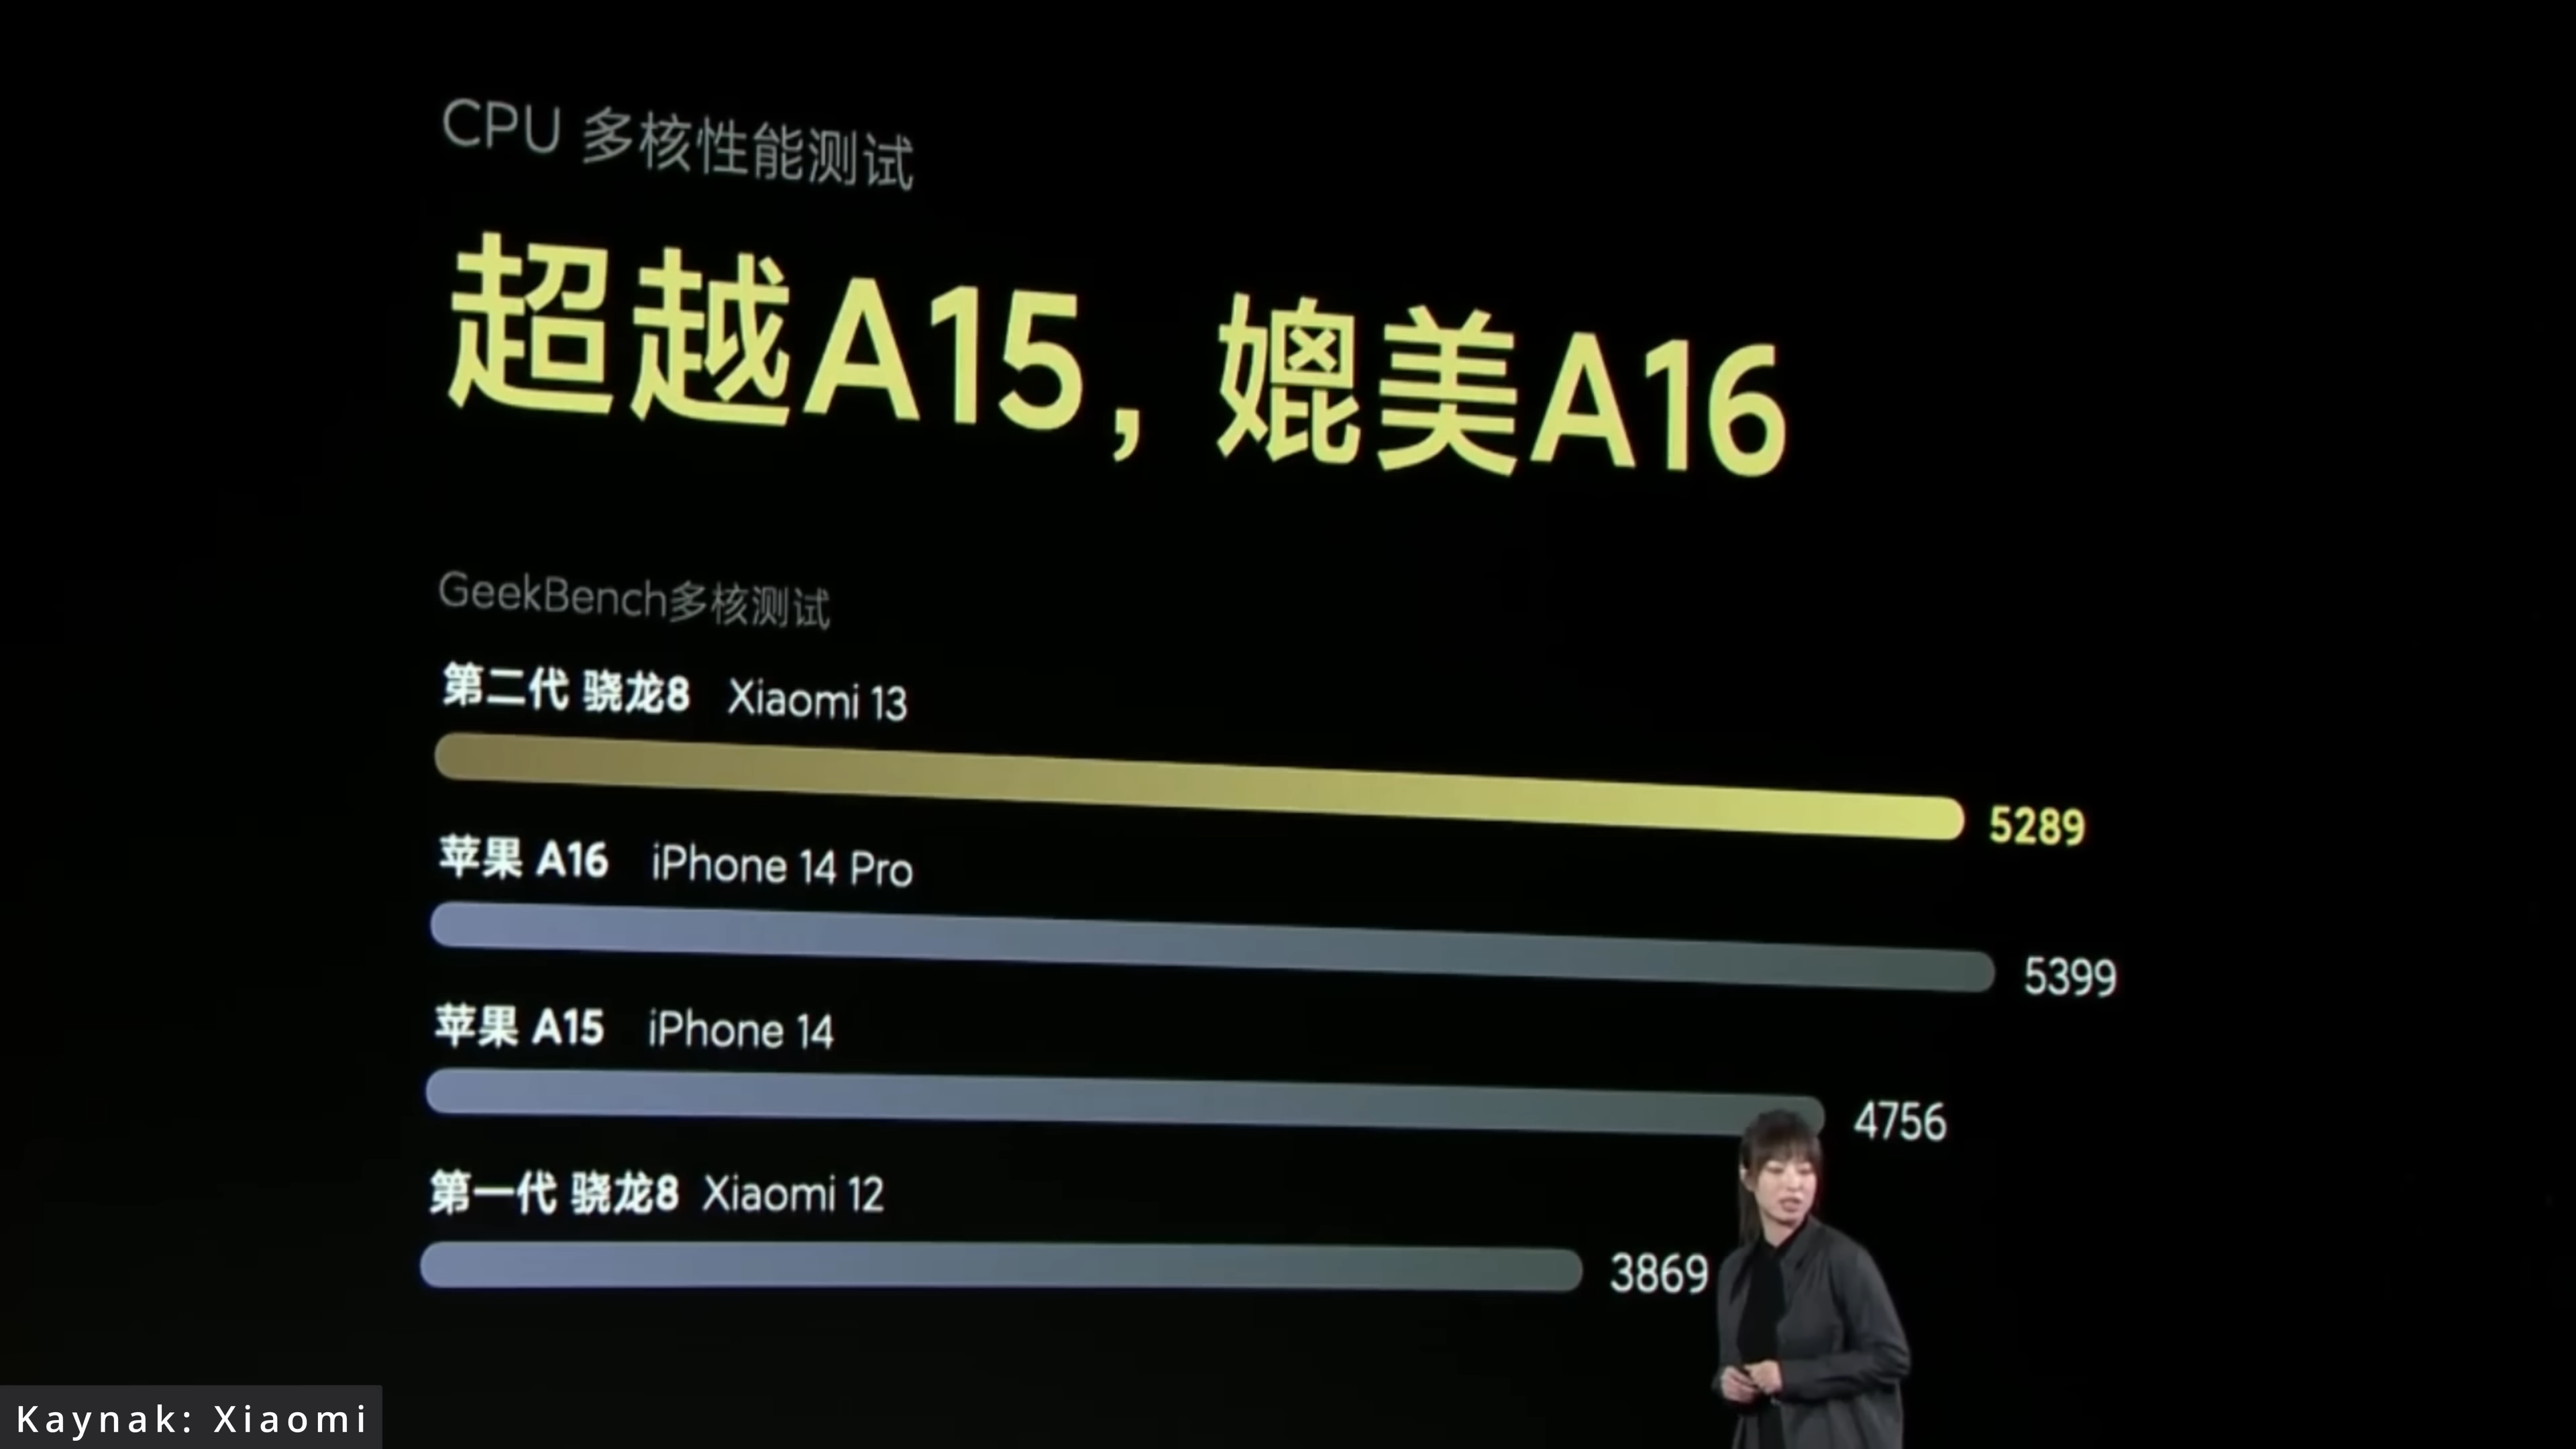 CPU 多核性能测试
超越A15，媲美A16
GeekBench多核测试
第二代 骁龙8 Xiaomi 13
5289
苹果 A16 iPhone 14 Pro
5399
苹果 A15 iPhone 14
4756
第一代 骁龙8 Xiaomi 12
3869
Kaynak: Xiaomi